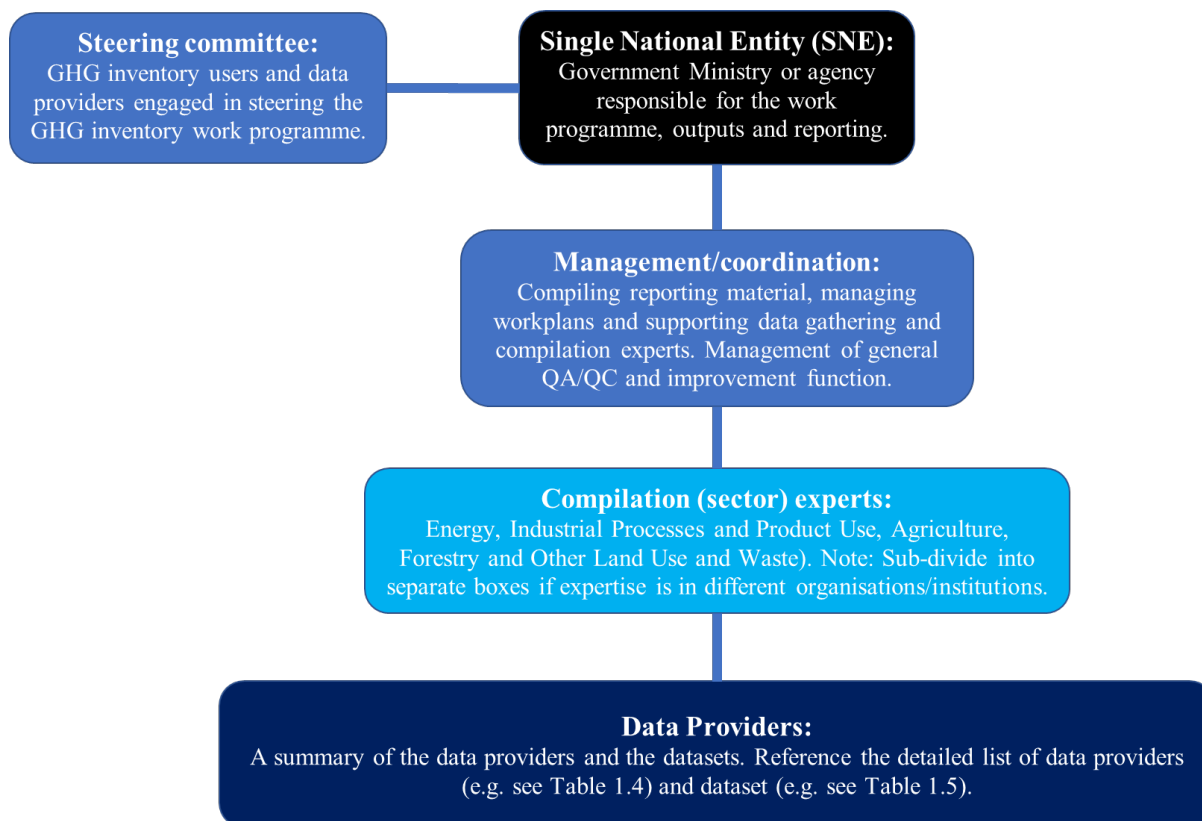 Steering committee:
GHG inventory users and data
providers engaged in steering the
GHG inventory work programme.
Single National Entity (SNE):
Government Ministry or agency
responsible for the work
programme, outputs and reporting.
Management/coordination:
Compiling reporting material, managing
workplans and supporting data gathering and
compilation experts. Management of general
QA/QC and improvement function.
Compilation (sector) experts:
Energy, Industrial Processes and Product Use, Agriculture,
Forestry and Other Land Use and Waste). Note: Sub-divide into
separate boxes if expertise is in different organisations/institutions.
Data Providers:
A summary of the data providers and the datasets. Reference the detailed list of data providers
(e.g. see Table 1.4) and dataset (e.g. see Table 1.5).